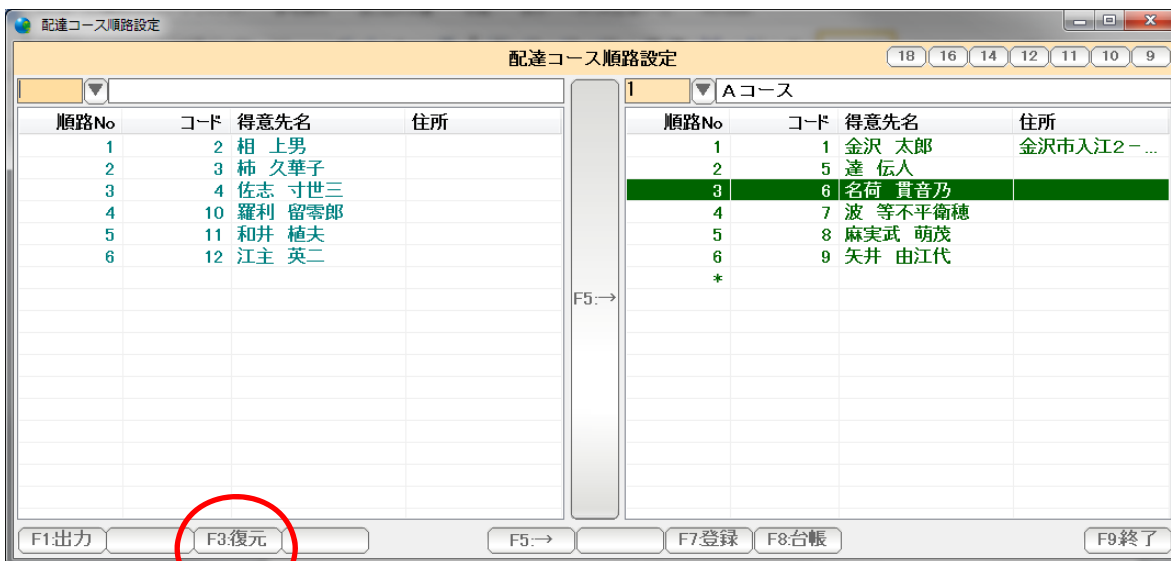 配達コース順路設定
配達コース順路設定 18 16 14 12 11 10 9
順路No コード 得意先名 住所
1 2 相 上男
2 3 柿 久華子
3 4 佐志 寸世三
4 10 羅利 留零郎
5 11 和井 植夫
6 12 江主 英二
F5:→
1 Aコース
順路No コード 得意先名 住所
1 1 金沢 太郎 金沢市入江2-...
2 5 達 伝人
3 6 名荷 貫音乃
4 7 波 等不平衛穂
5 8 麻実武 萌茂
6 9 矢井 由江代
*
F1:出力 F3:復元 F5:→ F7:登録 F8:台帳 F9:終了